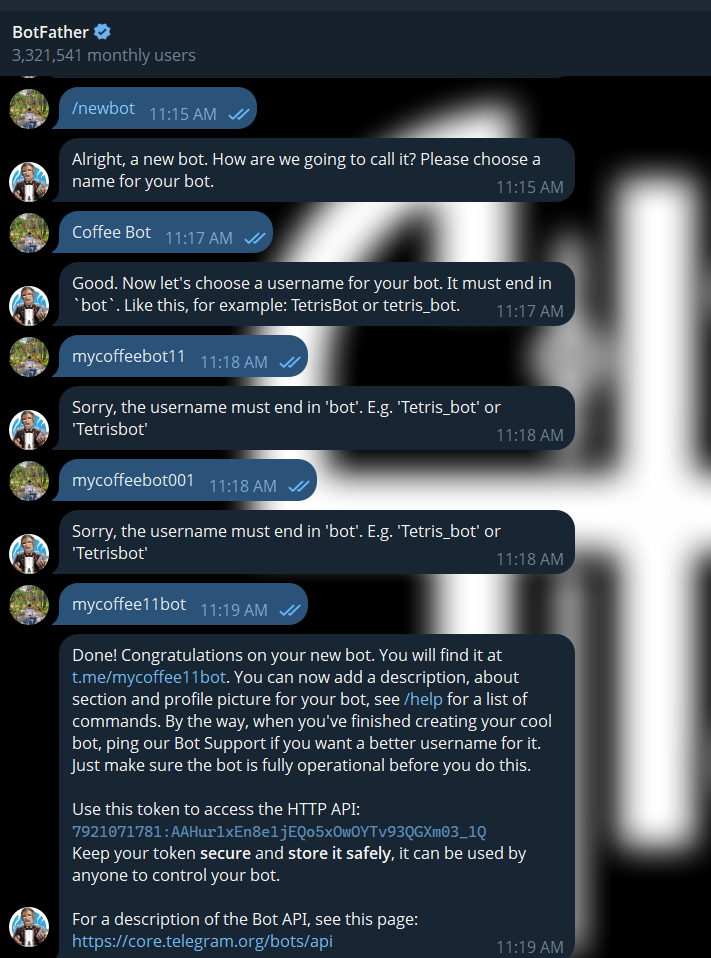 BotFather
3,321,541 monthly users
/newbot 11:15 AM
Alright, a new bot. How are we going to call it? Please choose a
name for your bot.
11:15 AM
Coffee Bot 11:17 AM
Good. Now let's choose a username for your bot. It must end in
`bot`. Like this, for example: TetrisBot or tetris_bot.
11:17 AM
mycoffeebot11 11:18 AM
Sorry, the username must end in 'bot'. E.g. 'Tetris_bot' or
'Tetrisbot'
11:18 AM
mycoffeebot001 11:18 AM
Sorry, the username must end in 'bot'. E.g. 'Tetris_bot' or
'Tetrisbot'
11:18 AM
mycoffee11bot 11:19 AM
Done! Congratulations on your new bot. You will find it at
t.me/mycoffee11bot. You can now add a description, about
section and profile picture for your bot, see /help for a list of
commands. By the way, when you've finished creating your cool
bot, ping our Bot Support if you want a better username for it.
Just make sure the bot is fully operational before you do this.
Use this token to access the HTTP API:
7921071781:AAHur1xEn8e1jEQo5xOwOYTv93QGXm03_1Q
Keep your token secure and store it safely, it can be used by
anyone to control your bot.
For a description of the Bot API, see this page:
https://core.telegram.org/bots/api
11:19 AM